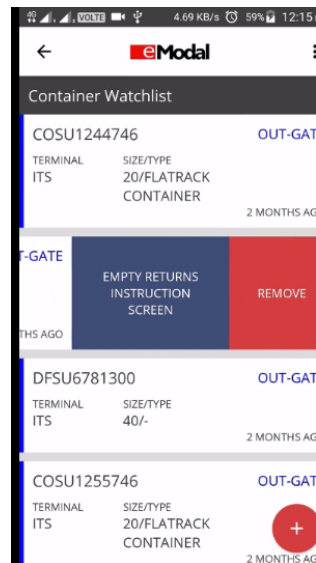 4G VOLTE 4.69 KB/s 59% 12:15
eModal
Container Watchlist
COSU1244746 OUT-GAT
TERMINAL SIZE/TYPE
ITS 20/FLATRACK
CONTAINER
2 MONTHS AG
T-GATE
EMPTY RETURNS
INSTRUCTION
SCREEN
REMOVE
THS AGO
DFSU6781300 OUT-GAT
TERMINAL SIZE/TYPE
ITS 40/-
2 MONTHS AG
COSU1255746 OUT-GAT
TERMINAL SIZE/TYPE
ITS 20/FLATRACK
CONTAINER
+
2 MONTHS AG